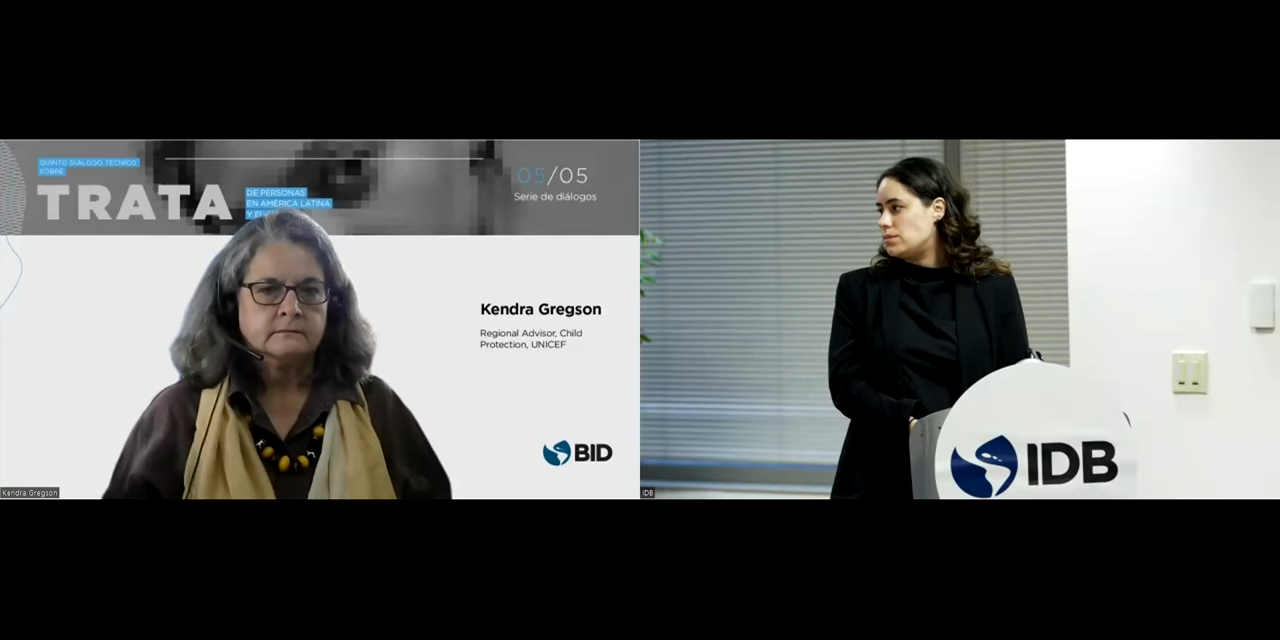 QUINTO DIÁLOGO TÉCNICO
SOBRE
TRATA
DE PERSONAS
EN AMÉRICA LATINA
Y EL
05/05
Serie de diálogos
Kendra Gregson
Regional Advisor, Child
Protection, UNICEF
BID
Kendra Gregson
IDB
IDB